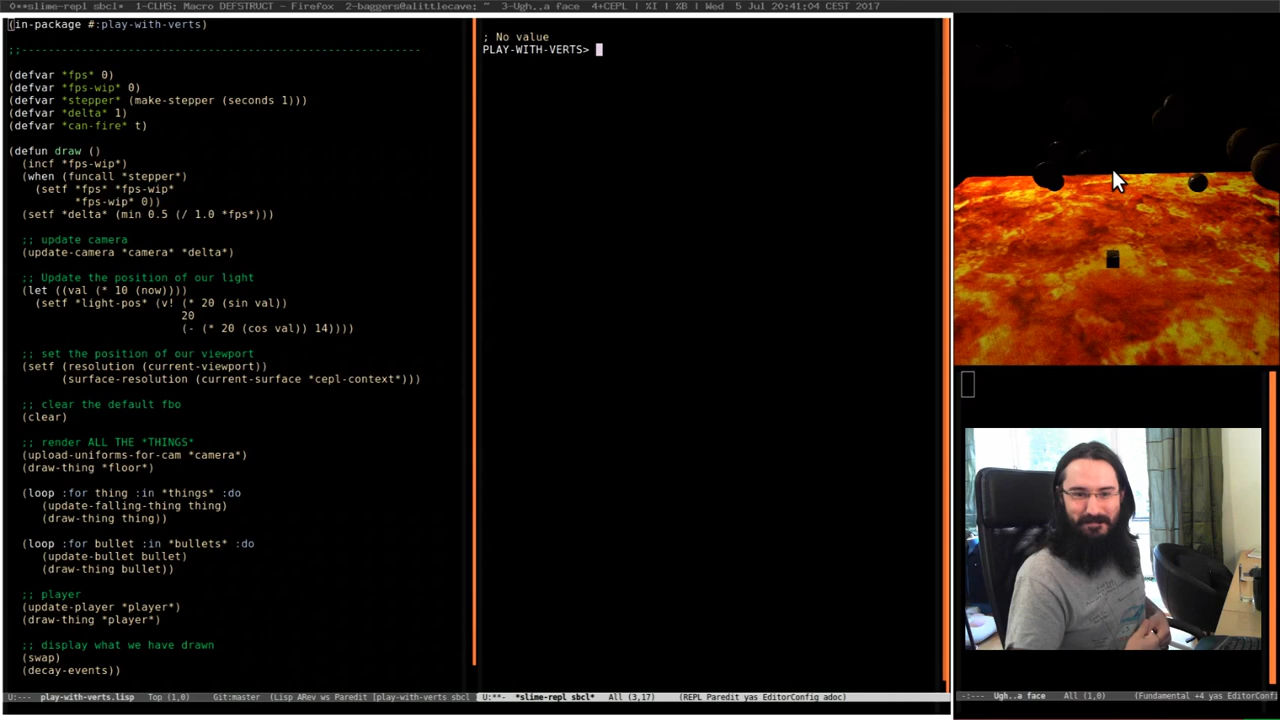 0**slime-repl sbcl* 1-CLHS: Macro DEFSTRUCT - Firefox 2-baggers@alittlecave: ~ 3-Ugh..a face 4+CEPL | %I | %B | Wed 5 Jul 20:41:04 CEST 2017
(in-package #:play-with-verts)
;;------------------------------------------------------------
(defvar *fps* 0)
(defvar *fps-wip* 0)
(defvar *stepper* (make-stepper (seconds 1)))
(defvar *delta* 1)
(defvar *can-fire* t)
(defun draw ()
(incf *fps-wip*)
(when (funcall *stepper*)
(setf *fps* *fps-wip*
*fps-wip* 0))
(setf *delta* (min 0.5 (/ 1.0 *fps*)))
;; update camera
(update-camera *camera* *delta*)
;; Update the position of our light
(let ((val (* 10 (now))))
(setf *light-pos* (v! (* 20 (sin val))
20
(- (* 20 (cos val)) 14))))
;; set the position of our viewport
(setf (resolution (current-viewport))
(surface-resolution (current-surface *cepl-context*)))
;; clear the default fbo
(clear)
;; render ALL THE *THINGS*
(upload-uniforms-for-cam *camera*)
(draw-thing *floor*)
(loop :for thing :in *things* :do
(update-falling-thing thing)
(draw-thing thing))
(loop :for bullet :in *bullets* :do
(update-bullet bullet)
(draw-thing bullet))
;; player
(update-player *player*)
(draw-thing *player*)
;; display what we have drawn
(swap)
(decay-events))
U:--- play-with-verts.lisp Top (1,0) Git:master (Lisp ARev ws Paredit [play-with-verts sbcl
; No value
PLAY-WITH-VERTS>
U:**- *slime-repl sbcl* All (3,17) (REPL Paredit yas EditorConfig adoc)
-:--- Ugh..a face All (1,0) (Fundamental +4 yas EditorConfi